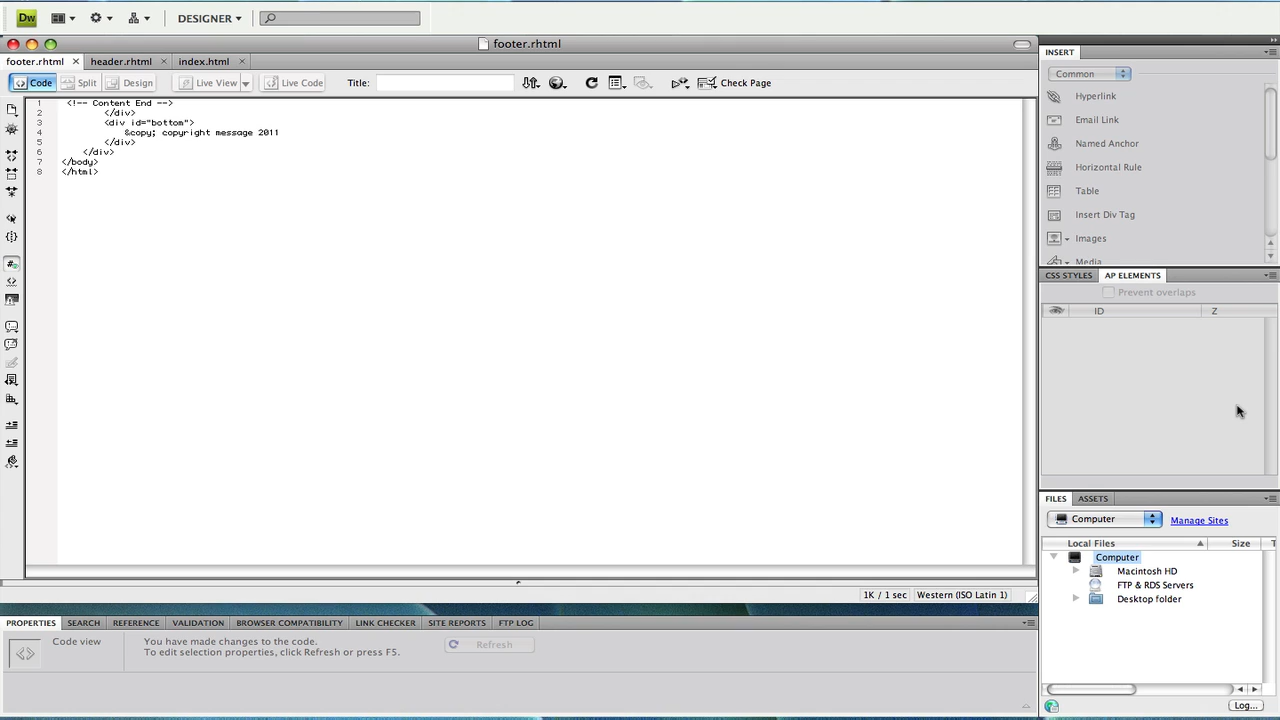 Dw DESIGNER
footer.rhtml
footer.rhtml header.rhtml index.html
Code Split Design Live View Live Code Title: Check Page
1 <!-- Content End -->
2 </div>
3 <div id="bottom">
4 &copy; copyright message 2011
5 </div>
6 </div>
7 </body>
8 </html>
1K / 1 sec Western (ISO Latin 1)
PROPERTIES SEARCH REFERENCE VALIDATION BROWSER COMPATIBILITY LINK CHECKER SITE REPORTS FTP LOG
Code view
You have made changes to the code.
To edit selection properties, click Refresh or press F5.
Refresh
INSERT
Common
Hyperlink
Email Link
Named Anchor
Horizontal Rule
Table
Insert Div Tag
Images
Media
CSS STYLES AP ELEMENTS
Prevent overlaps
ID Z
FILES ASSETS
Computer Manage Sites
Local Files Size T
Computer
Macintosh HD
FTP & RDS Servers
Desktop folder
Log...